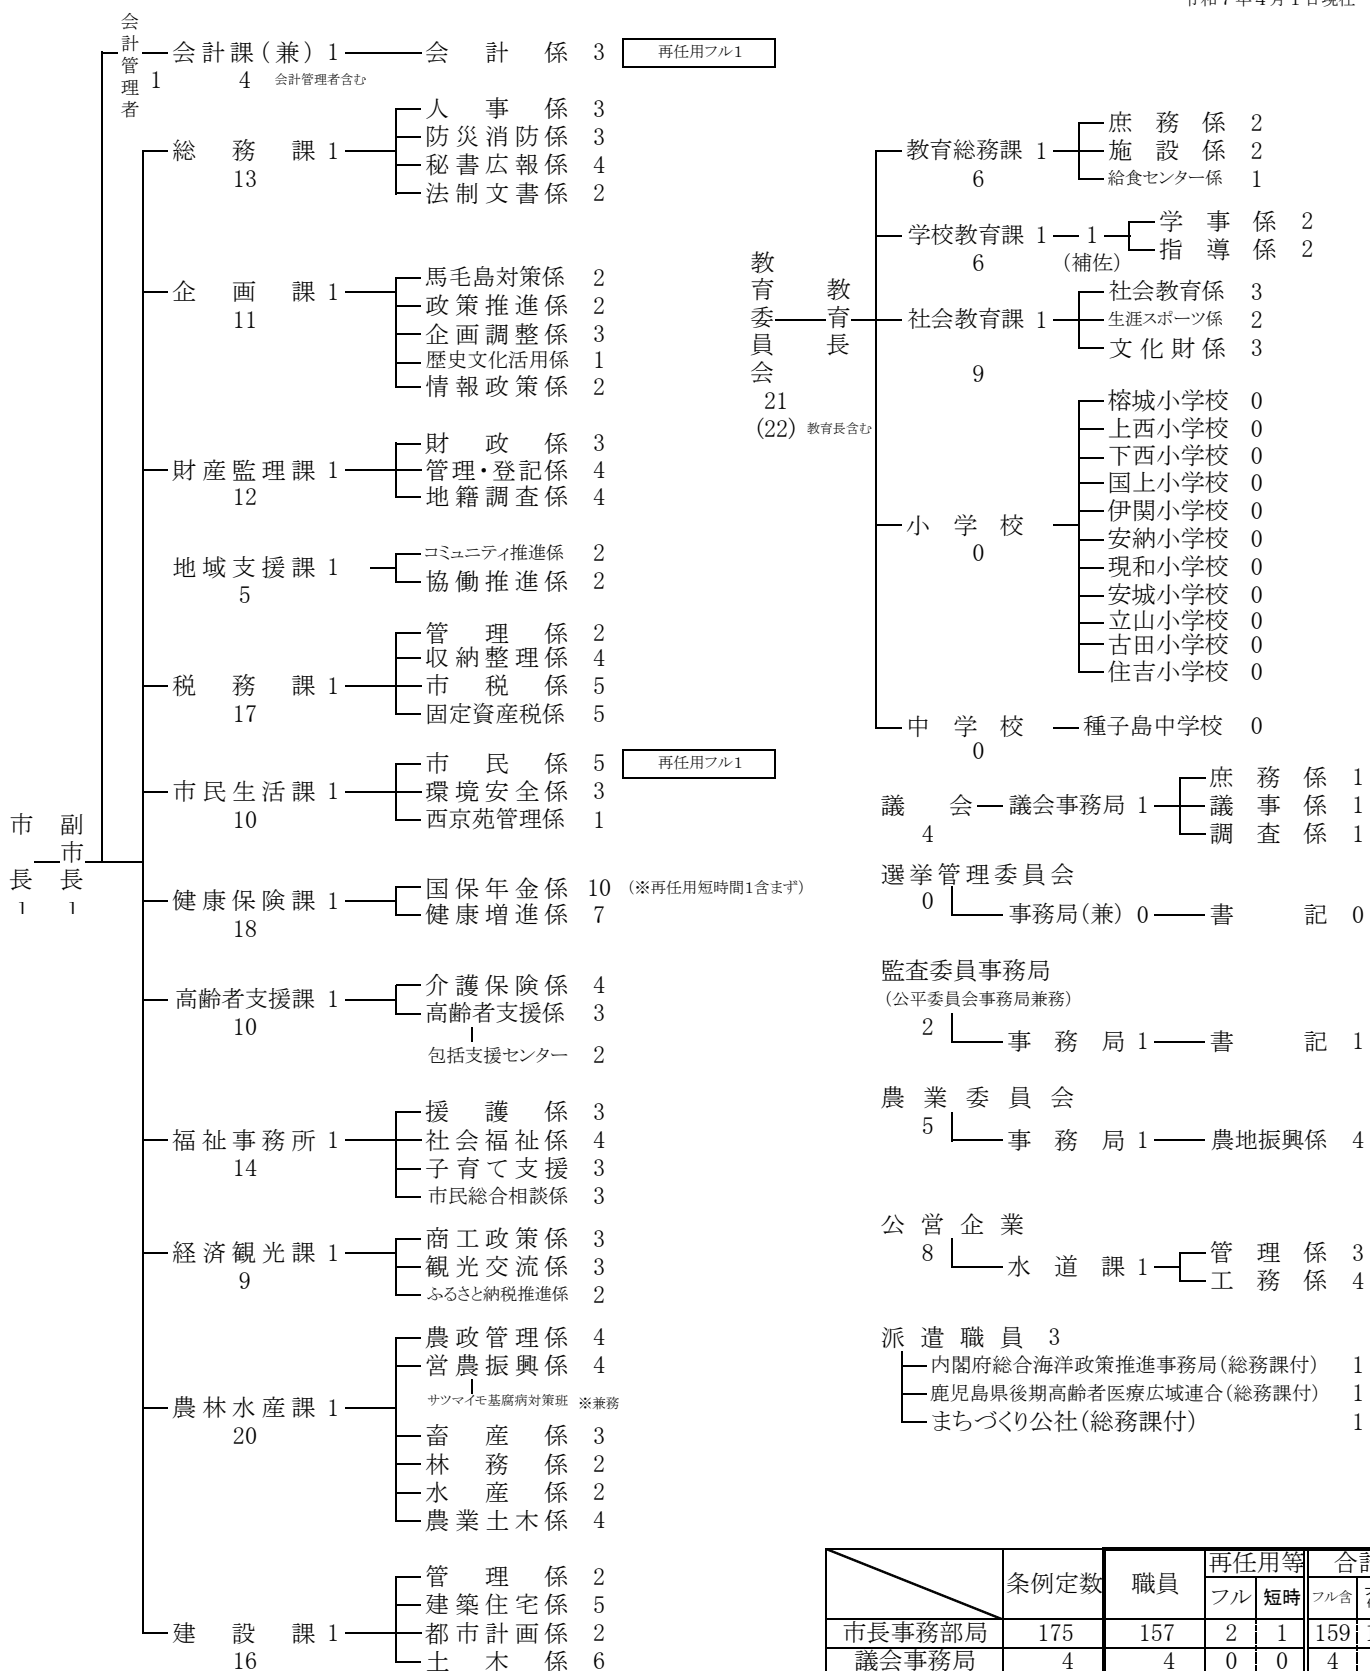 会計管理者 1
会計課(兼) 1 会計係 3 再任用フル1
4 会計管理者含む
総務課 1
13
人事係 3
防災消防係 3
秘書広報係 4
法制文書係 2
企画課 1
11
馬毛島対策係 2
政策推進係 2
企画調整係 3
歴史文化活用係 1
情報政策係 2
財産監理課 1
12
財政係 3
管理・登記係 4
地籍調査係 4
地域支援課 1
5
コミュニティ推進係 2
協働推進係 2
税務課 1
17
管理係 2
収納整理係 4
市税係 5
固定資産税係 5
市民生活課 1
10
市民係 5 再任用フル1
環境安全係 3
西京苑管理係 1
市長 1
副市長 1
健康保険課 1
18
国保年金係 10 (※再任用短時間1含まず)
健康増進係 7
高齢者支援課 1
10
介護保険係 4
高齢者支援係 3
包括支援センター 2
福祉事務所 1
14
援護係 3
社会福祉係 4
子育て支援 3
市民総合相談係 3
経済観光課 1
9
商工政策係 3
観光交流係 3
ふるさと納税推進係 2
農林水産課 1
20
農政管理係 4
営農振興係 4
サツマイモ基腐病対策班 ※兼務
畜産係 3
林務係 2
水産係 2
農業土木係 4
建設課 1
16
管理係 2
建築住宅係 5
都市計画係 2
土木係 6
教育委員会
21
(22) 教育長含む
教育長
教育総務課 1
6
庶務係 2
施設係 2
給食センター係 1
学校教育課 1 1
6 (補佐)
学事係 2
指導係 2
社会教育課 1
9
社会教育係 3
生涯スポーツ係 2
文化財係 3
小学校
0
榕城小学校 0
上西小学校 0
下西小学校 0
国上小学校 0
伊関小学校 0
安納小学校 0
現和小学校 0
安城小学校 0
立山小学校 0
古田小学校 0
住吉小学校 0
中学校 種子島中学校 0
0
議会 議会事務局 1
4
庶務係 1
議事係 1
調査係 1
選挙管理委員会
0 事務局(兼) 0 書記 0
監査委員事務局
(公平委員会事務局兼務)
2 事務局 1 書記 1
農業委員会
5 事務局 1 農地振興係 4
公営企業
8 水道課 1
管理係 3
工務係 4
派遣職員 3
内閣府総合海洋政策推進事務局(総務課付) 1
鹿児島県後期高齢者医療広域連合(総務課付) 1
まちづくり公社(総務課付) 1
条例定数 職員 再任用等
フル 短時 フル含
市長事務部局 175 157 2 1 159
議会事務局 4 4 0 0 4